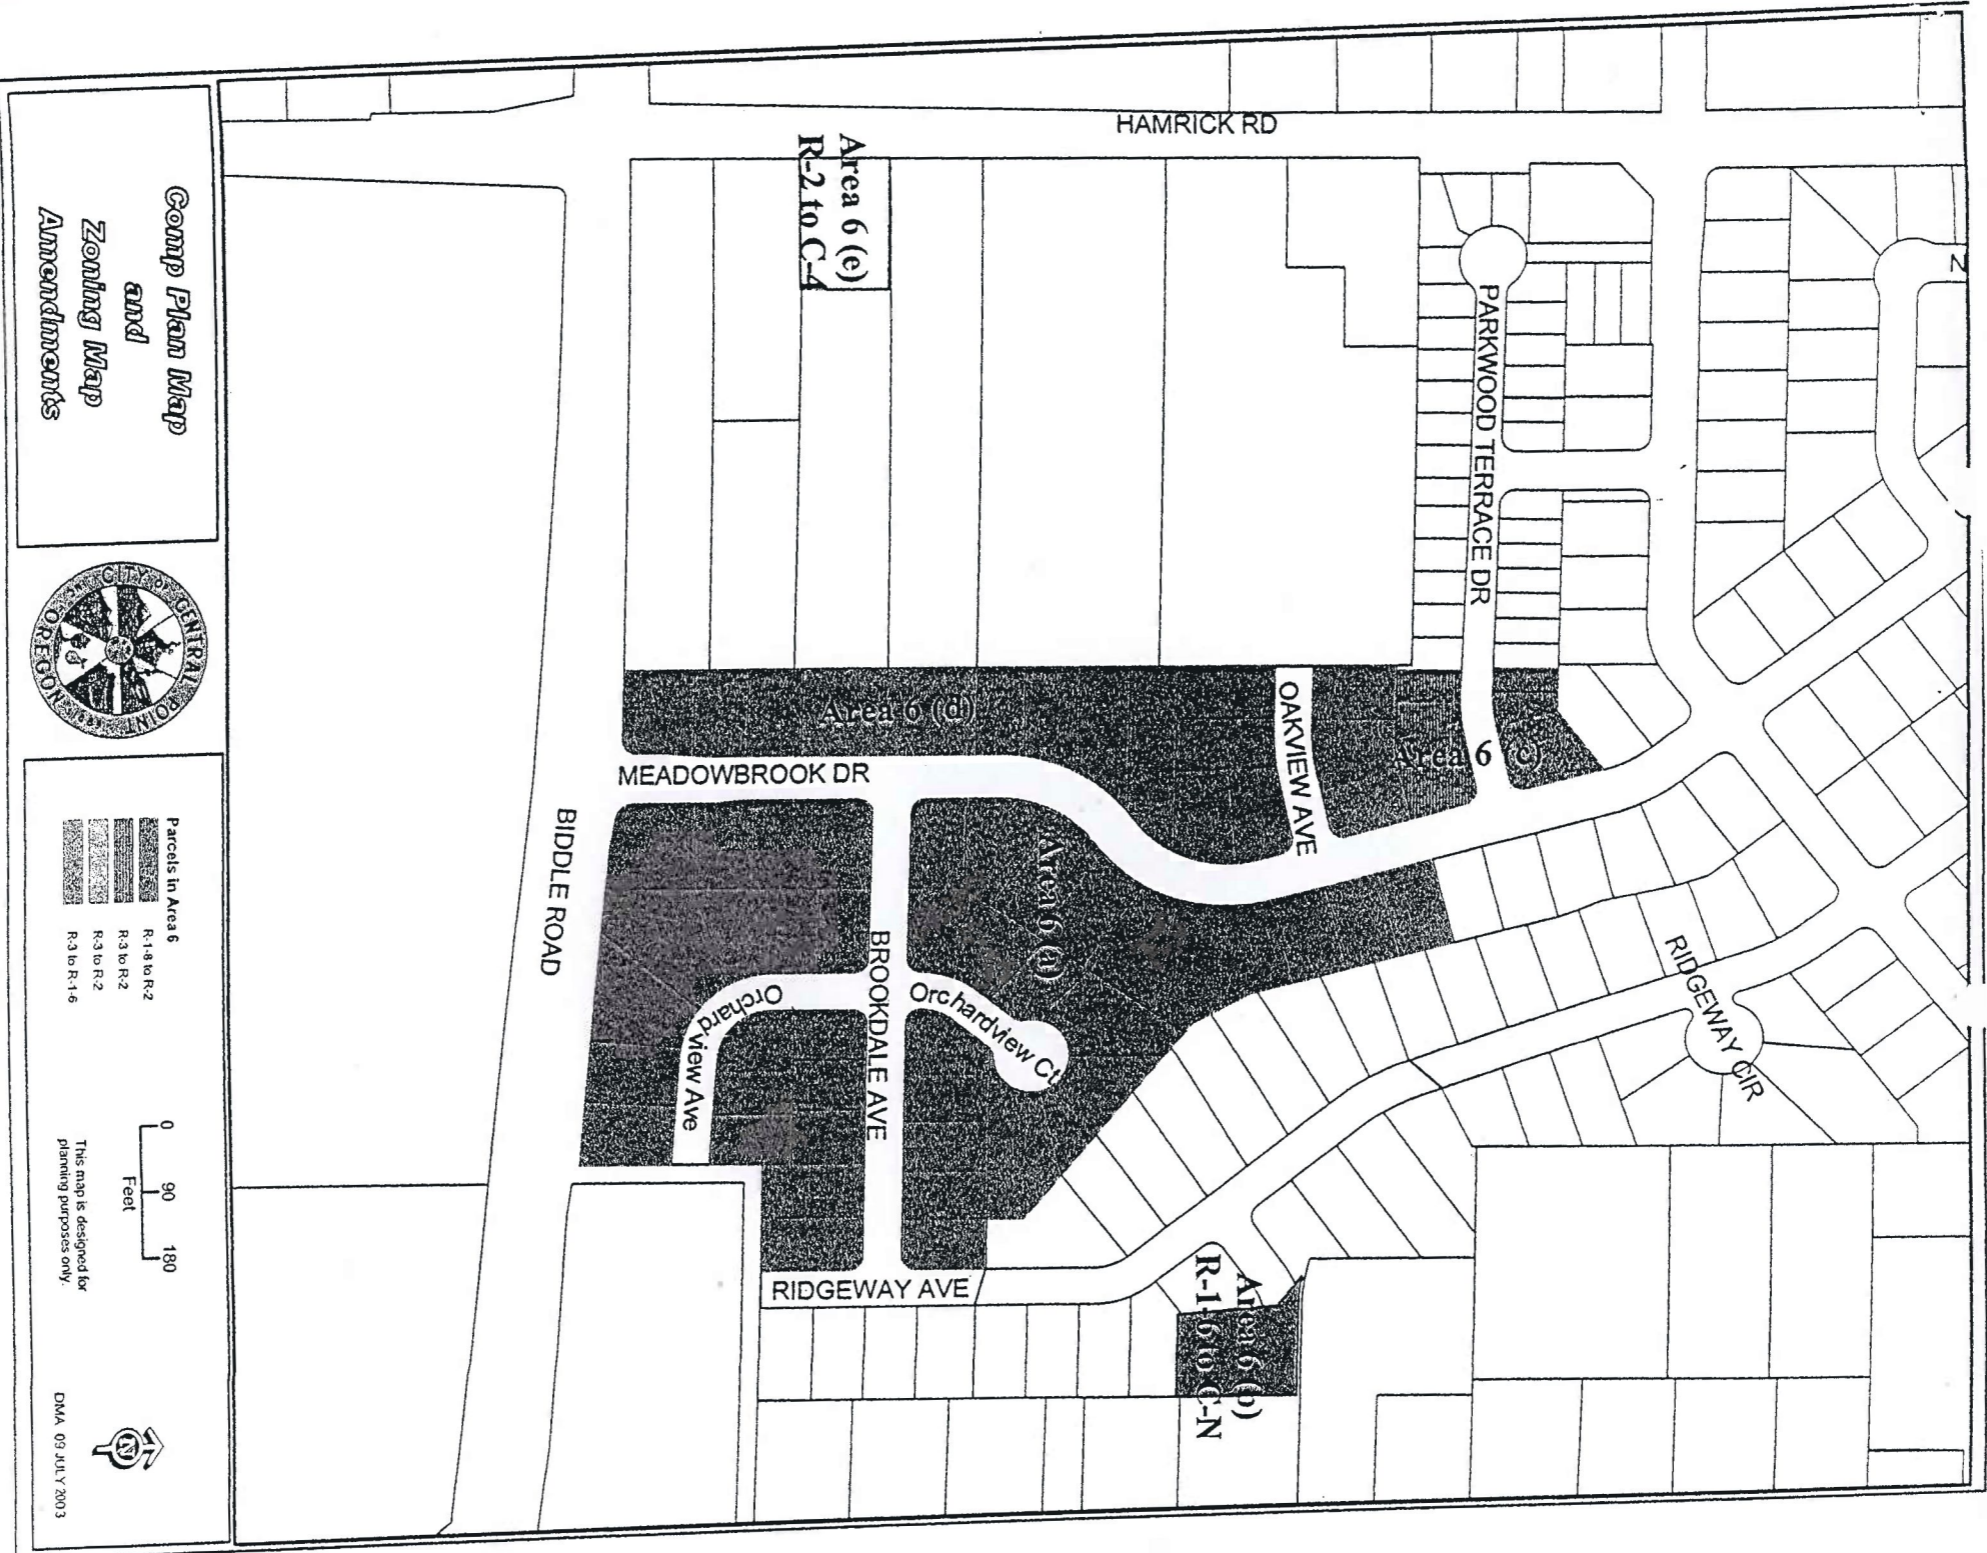 Comp Plan Map
and
Zoning Map
Amendments
CITY OF CENTRAL POINT
OREGON
Parcels in Area 6
R-1-8 to R-2
R-3 to R-2
R-3 to R-2
R-3 to R-1-6
0 90 180
Feet
This map is designed for
planning purposes only.
N
DMA 09 JULY 2003
HAMRICK RD
Area 6 (e)
R-2 to C-4
PARKWOOD TERRACE DR
N
Area 6 (d)
OAKVIEW AVE
Area 6 (c)
MEADOWBROOK DR
BIDDLE ROAD
Area 6 (a)
BROOKDALE AVE
Orchardview Ct
Orchardview Ave
RIDGEWAY CIR
RIDGEWAY AVE
Area 6 (b)
R-1-6 to C-N